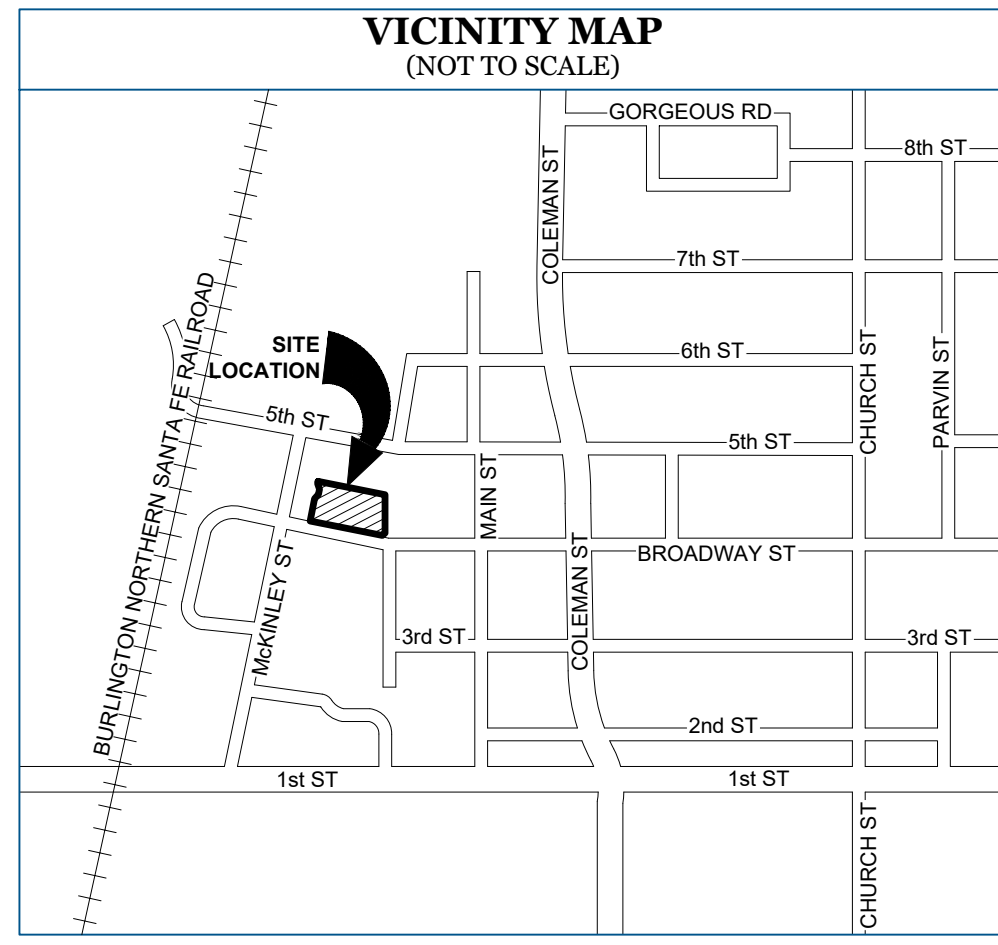 VICINITY MAP
(NOT TO SCALE)
GORGEOUS RD
8th ST
COLEMAN ST
7th ST
BURLINGTON NORTHERN SANTA FE RAILROAD
SITE
LOCATION
6th ST
CHURCH ST
PARVIN ST
5th ST
5th ST
MAIN ST
BROADWAY ST
COLEMAN ST
McKINLEY ST
3rd ST
3rd ST
2nd ST
1st ST
1st ST
CHURCH ST